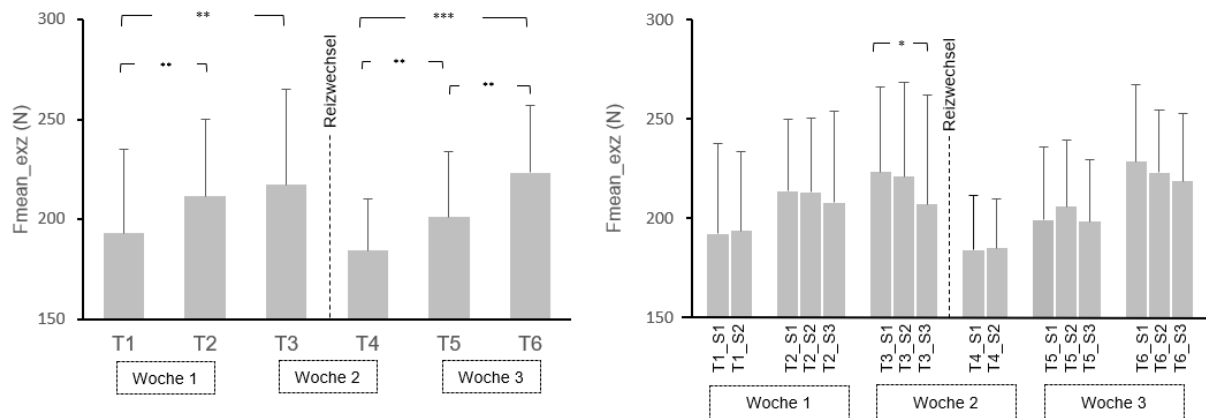 300
250
200
150
Fmean_exz (N)
**
**
***
**
**
Reizwechsel
T1 T2 T3 T4 T5 T6
Woche 1 Woche 2 Woche 3
300
250
200
150
Fmean_exz (N)
*
Reizwechsel
T1_S1
T1_S2
T2_S1
T2_S2
T2_S3
T3_S1
T3_S2
T3_S3
T4_S1
T4_S2
T5_S1
T5_S2
T5_S3
T6_S1
T6_S2
T6_S3
Woche 1 Woche 2 Woche 3